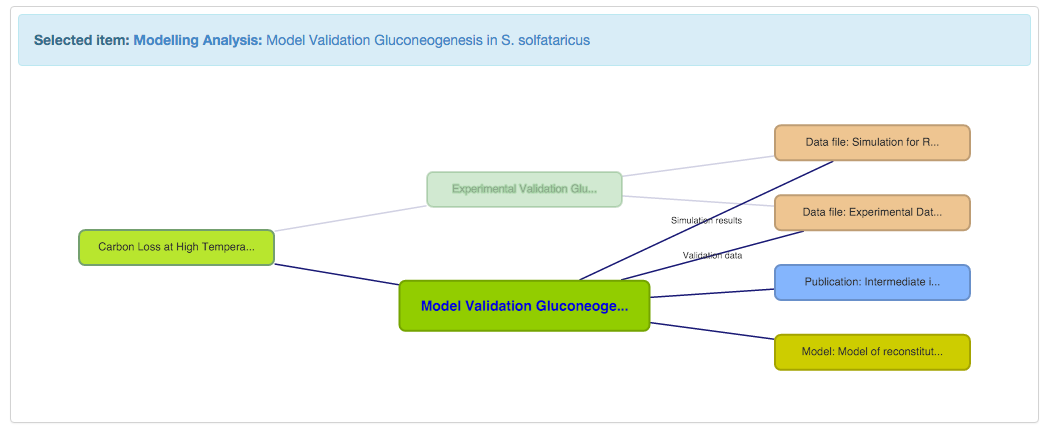 Selected item: Modelling Analysis: Model Validation Gluconeogenesis in S. solfataricus
Data file: Simulation for R...
Experimental Validation Glu...
Data file: Experimental Dat...
Simulation results
Carbon Loss at High Tempera...
Validation data
Publication: Intermediate i...
Model Validation Gluconeoge...
Model: Model of reconstitut...